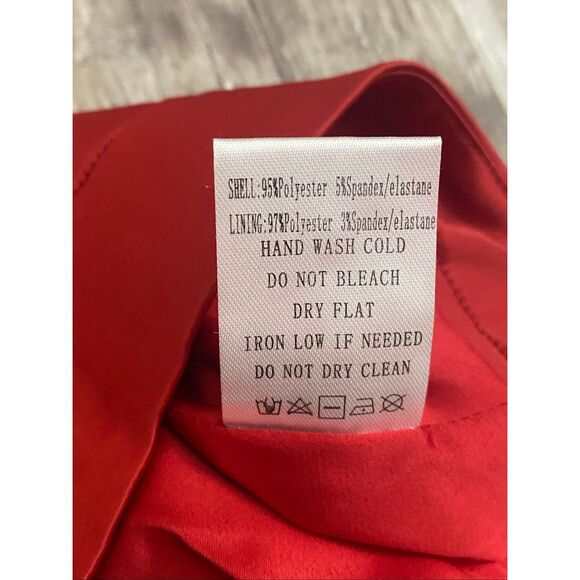 SHELL:95%Polyester 5%Spandex/elastane
LINING:97%Polyester 3%Spandex/elastane
HAND WASH COLD
DO NOT BLEACH
DRY FLAT
IRON LOW IF NEEDED
DO NOT DRY CLEAN